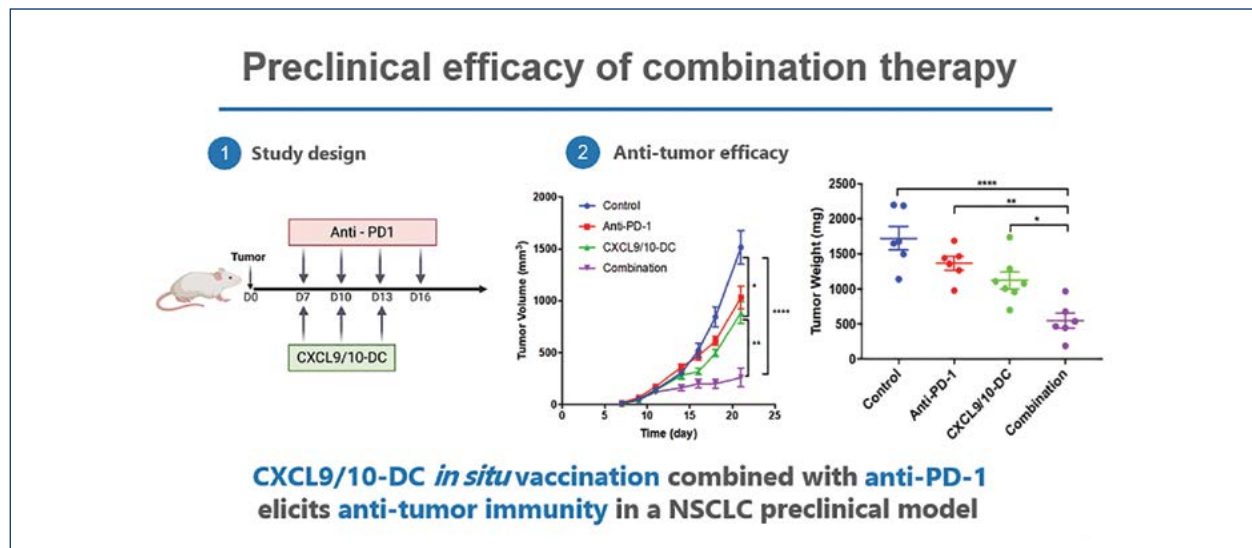 Preclinical efficacy of combination therapy
1 Study design
Anti - PD1
Tumor
D0 D7 D10 D13 D16
CXCL9/10-DC
2 Anti-tumor efficacy
Tumor Volume (mm³)
2000
1500
1000
500
0
0 5 10 15 20 25
Time (day)
Control
Anti-PD-1
CXCL9/10-DC
Combination
*
**
****
Tumor Weight (mg)
2500
2000
1500
1000
500
0
****
**
*
Control
Anti-PD-1
CXCL9/10-DC
Combination
CXCL9/10-DC in situ vaccination combined with anti-PD-1
elicits anti-tumor immunity in a NSCLC preclinical model